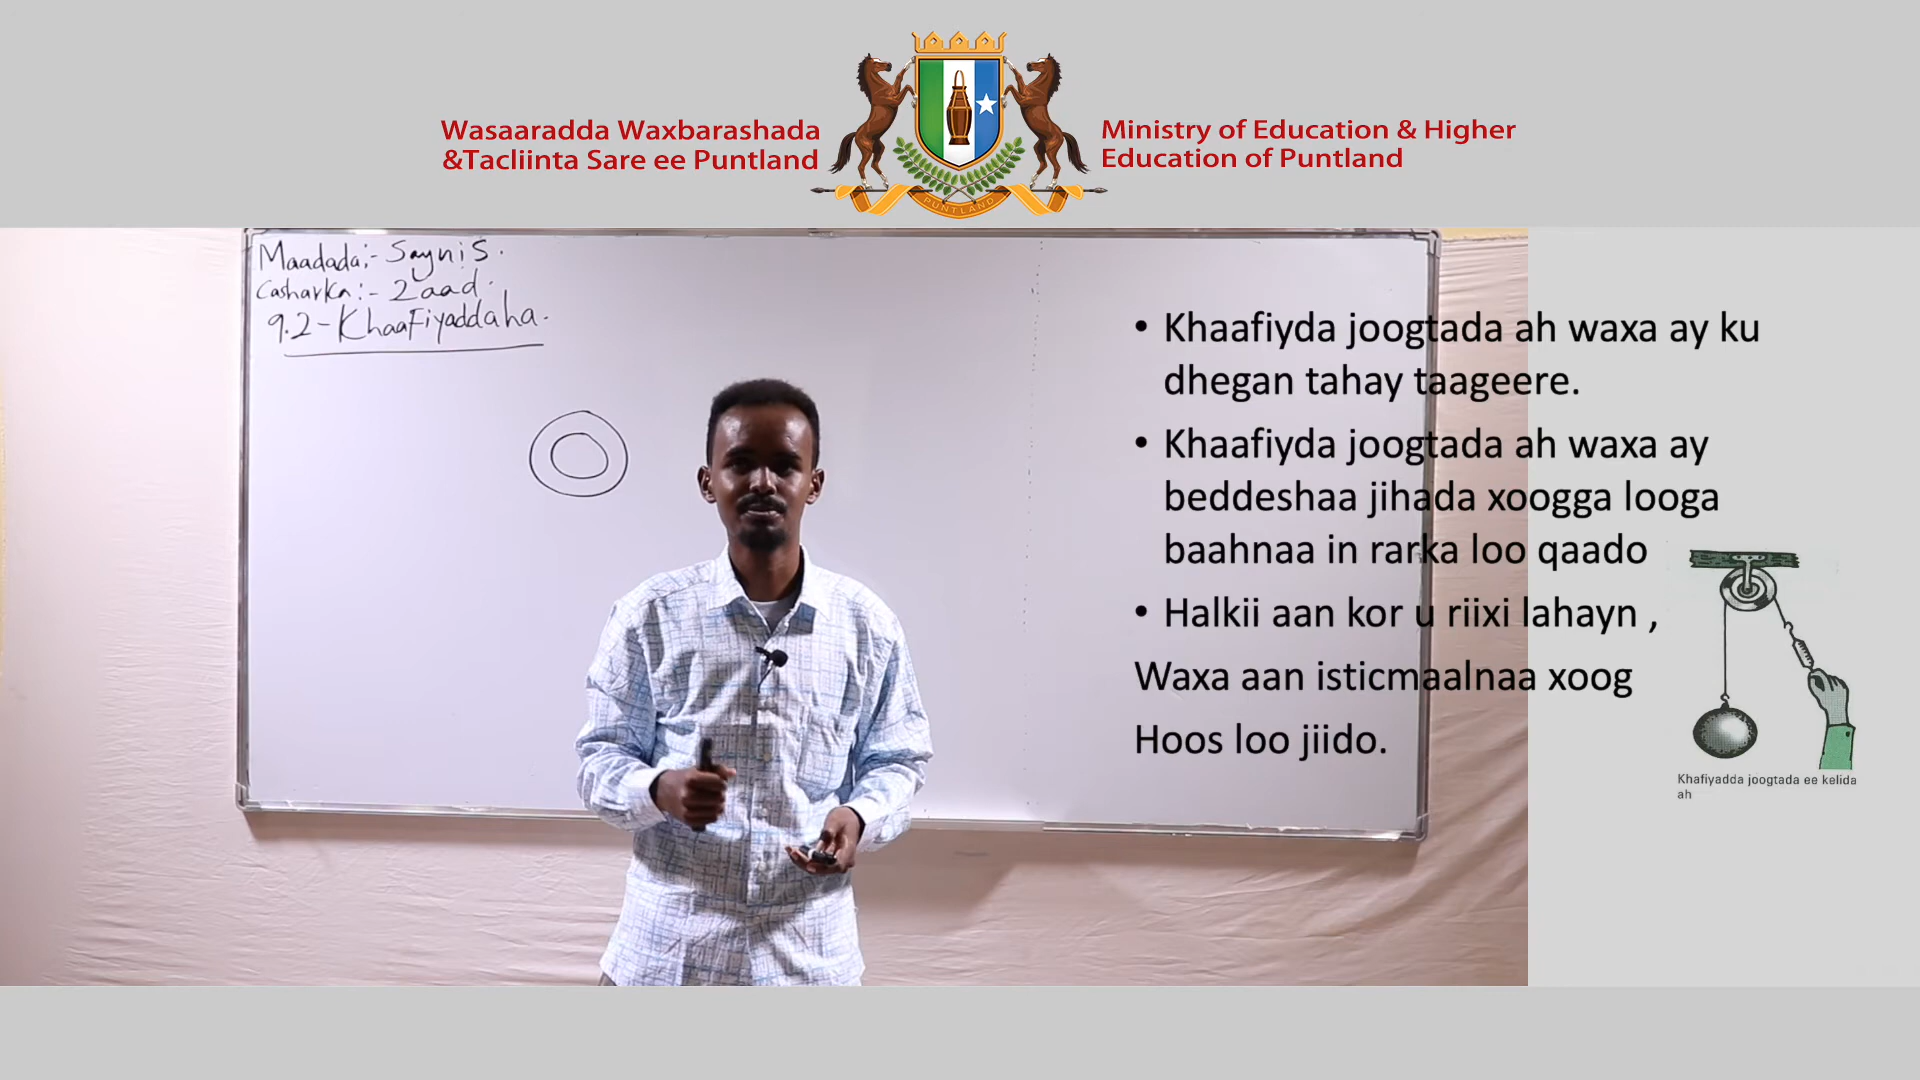 Wasaaradda Waxbarashada
&Tacliinta Sare ee Puntland
PUNTLAND
Ministry of Education & Higher
Education of Puntland
Maadada:- Saynis.
Casharka:- 2aad.
9.2-Khaafiyaddaha.
• Khaafiyda joogtada ah waxa ay ku
dhegan tahay taageere.
• Khaafiyda joogtada ah waxa ay
beddeshaa jihada xoogga looga
baahnaa in rarka loo qaado
• Halkii aan kor u riixi lahayn ,
Waxa aan isticmaalnaa xoog
Hoos loo jiido.
Khafiyadda joogtada ee kelida
ah